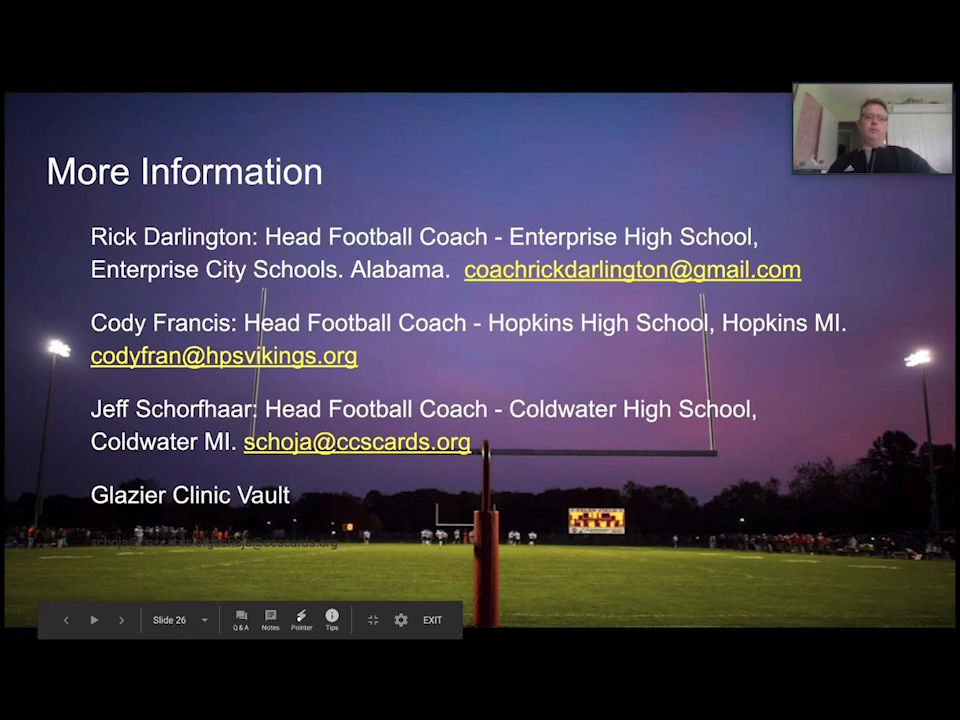 More Information
Rick Darlington: Head Football Coach - Enterprise High School,
Enterprise City Schools. Alabama. coachrickdarlington@gmail.com
Cody Francis: Head Football Coach - Hopkins High School, Hopkins MI.
codyfran@hpsvikings.org
Jeff Schorfhaar: Head Football Coach - Coldwater High School,
Coldwater MI. schoja@ccscards.org
Glazier Clinic Vault
Slide 26
Q & A Notes Pointer Tips
EXIT